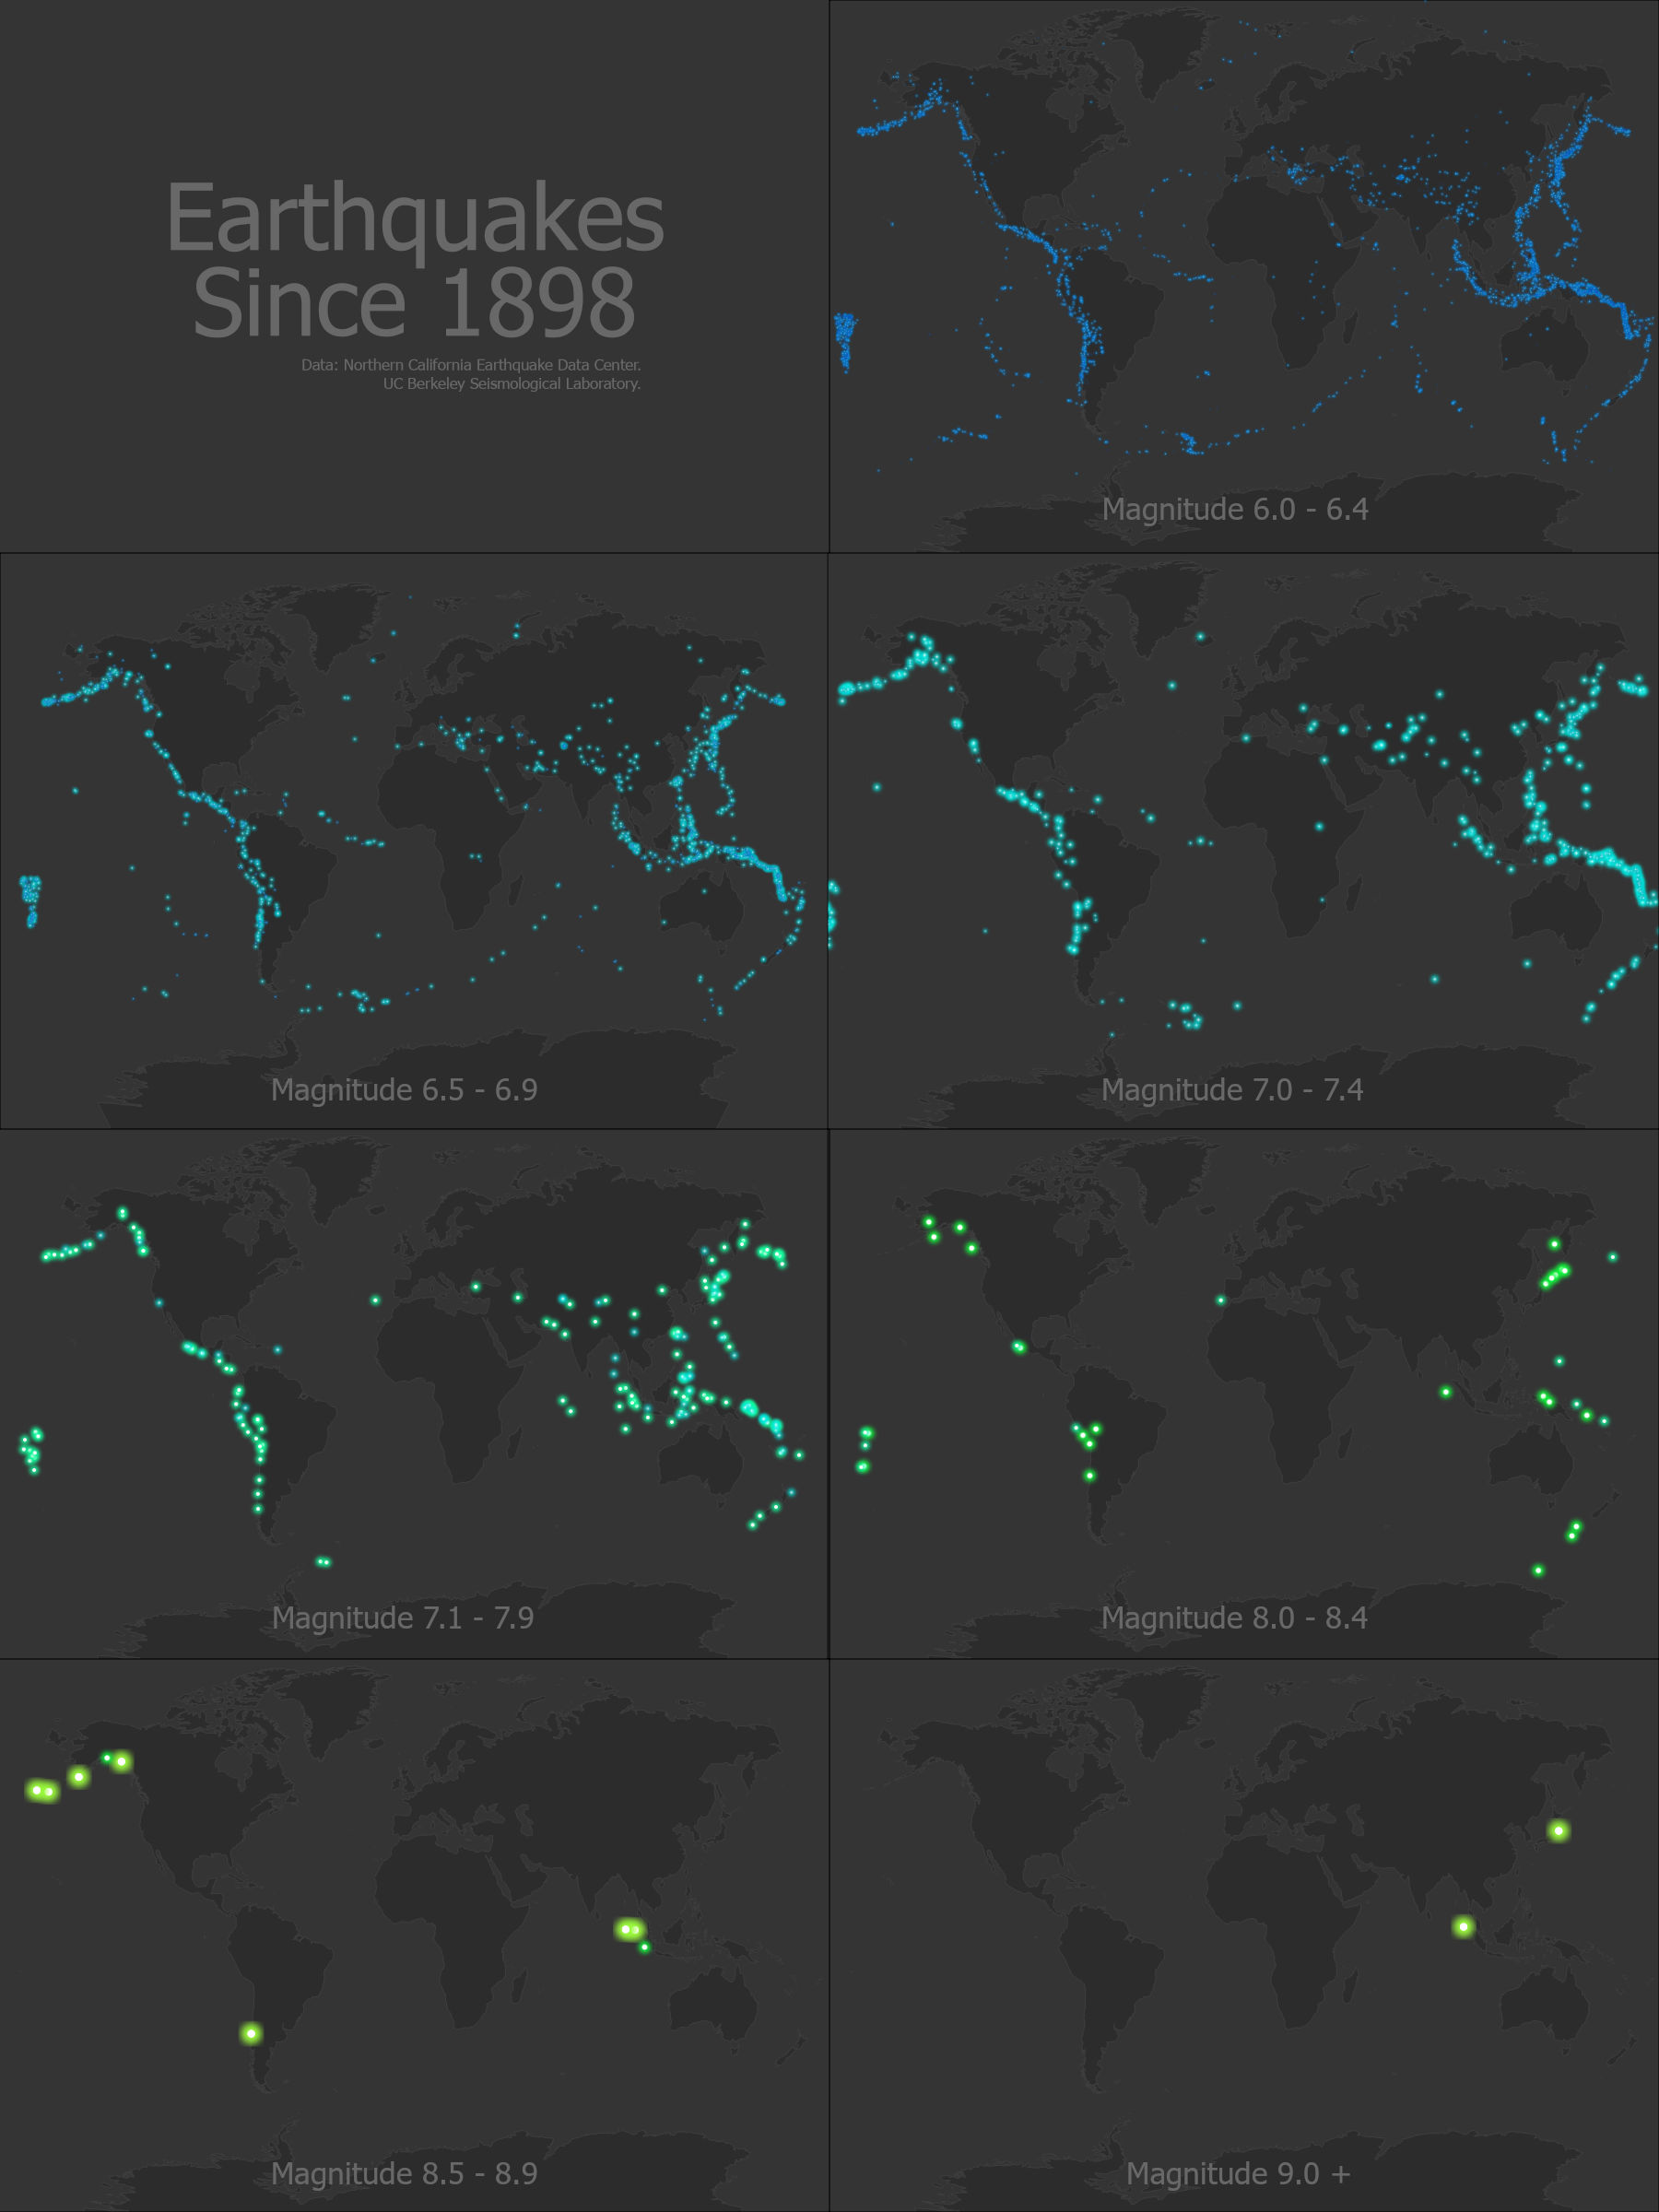 Earthquakes
Since 1898
Data: Northern California Earthquake Data Center.
UC Berkeley Seismological Laboratory.
Magnitude 6.0 - 6.4
Magnitude 6.5 - 6.9
Magnitude 7.0 - 7.4
Magnitude 7.1 - 7.9
Magnitude 8.0 - 8.4
Magnitude 8.5 - 8.9
Magnitude 9.0 +